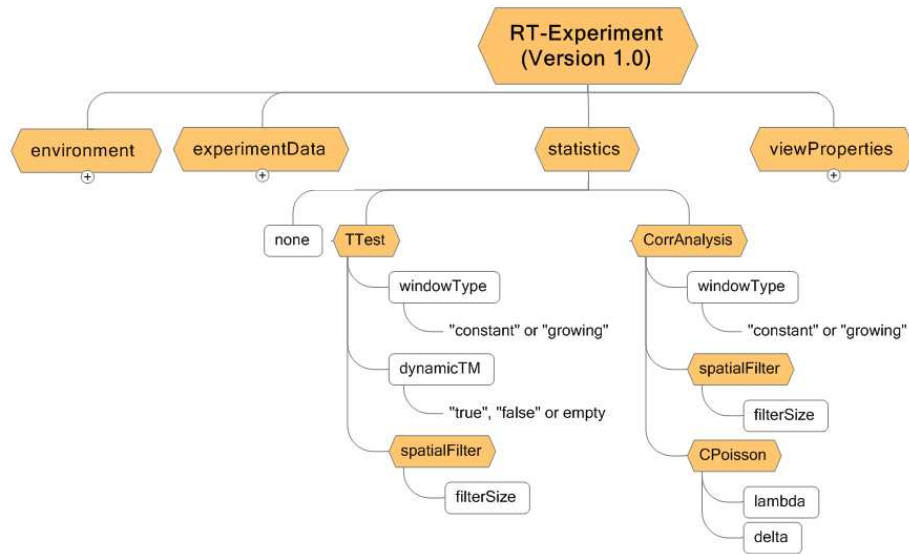 RT-Experiment
(Version 1.0)
environment
experimentData
statistics
viewProperties
none
TTest
CorrAnalysis
windowType
windowType
"constant" or "growing"
"constant" or "growing"
dynamicTM
spatialFilter
"true", "false" or empty
filterSize
spatialFilter
CPoisson
filterSize
lambda
delta